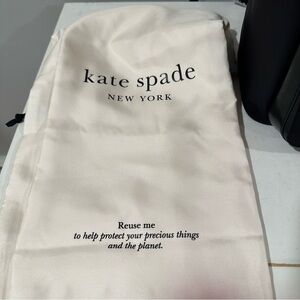 kate spade
NEW YORK
Reuse me
to help protect your precious things
and the planet.